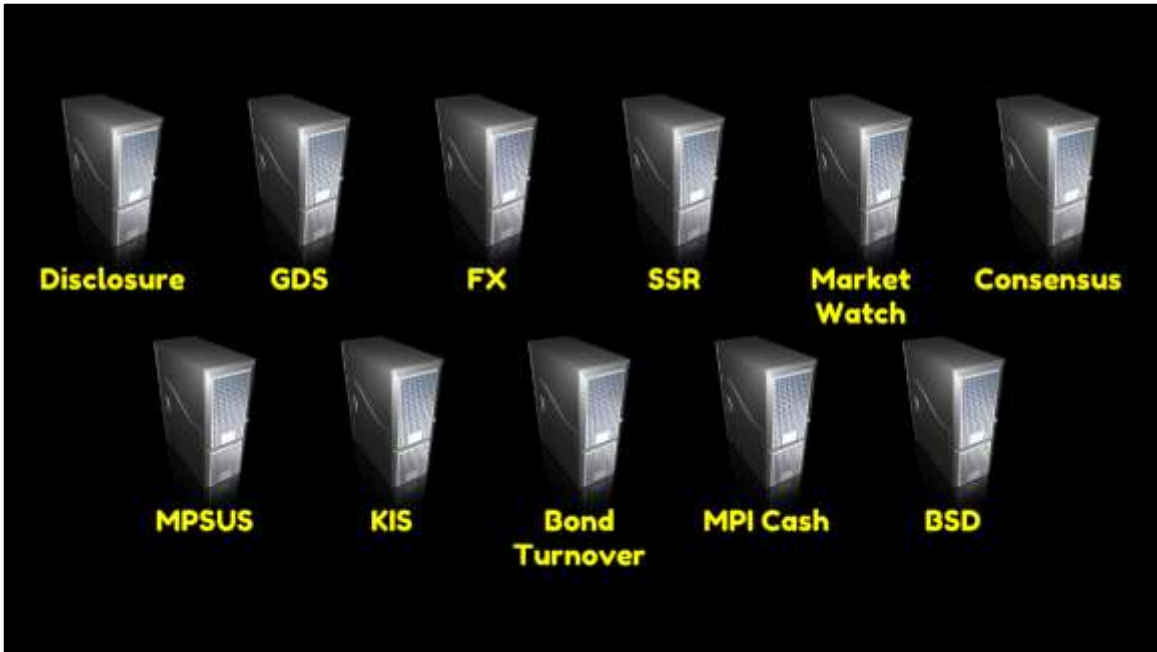 Disclosure
GDS
FX
SSR
Market
Watch
Consensus
MPSUS
KIS
Bond
Turnover
MPI Cash
BSD